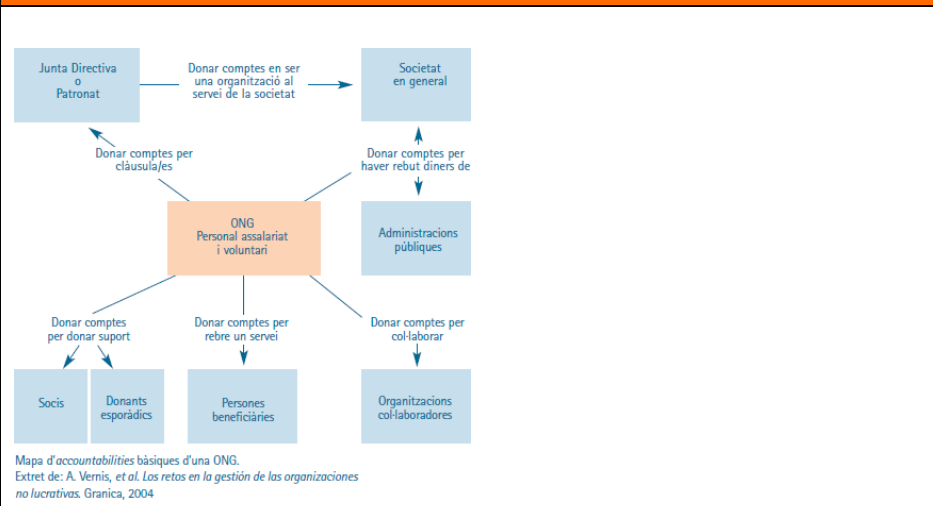 Junta Directiva
o
Patronat
Donar comptes en ser
una organització al
servei de la societat
Societat
en general
Donar comptes per
clàusula/es
Donar comptes per
haver rebut diners de
ONG
Personal assalariat
i voluntari
Administracions
públiques
Donar comptes
per donar suport
Donar comptes per
rebre un servei
Donar comptes per
col·laborar
Socis
Donants
esporàdics
Persones
beneficiàries
Organitzacions
col·laboradores
Mapa d'accountabilities bàsiques d'una ONG.
Extret de: A. Vernis, et al. Los retos en la gestión de las organizaciones
no lucrativas. Granica, 2004